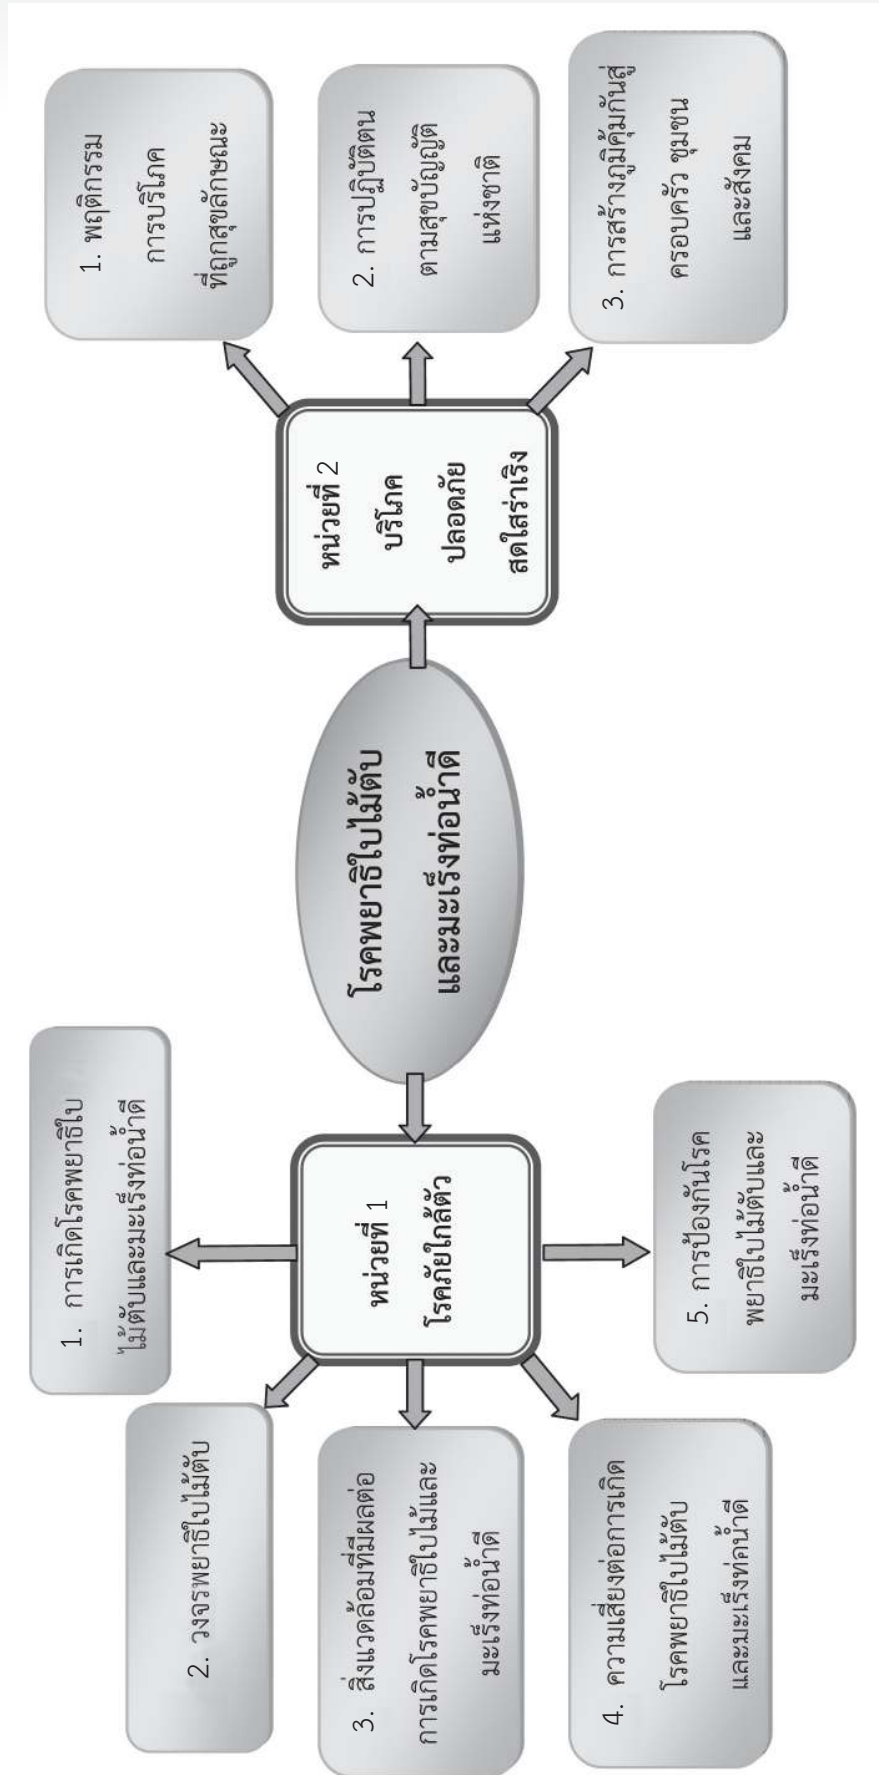 โรคพยาธิใบไม้ตับ
และมะเร็งท่อน้ำดี
หน่วยที่ 1
โรคภัยใกล้ตัว
1. การเกิดโรคพยาธิใบ
ไม้ตับและมะเร็งท่อน้ำดี
2. วงจรพยาธิใบไม้ตับ
3. สิ่งแวดล้อมที่มีผลต่อ
การเกิดโรคพยาธิใบไม้และ
มะเร็งท่อน้ำดี
4. ความเสี่ยงต่อการเกิด
โรคพยาธิใบไม้ตับ
และมะเร็งท่อน้ำดี
5. การป้องกันโรค
พยาธิใบไม้ตับและ
มะเร็งท่อน้ำดี
หน่วยที่ 2
บริโภค
ปลอดภัย
สดใสร่าเริง
1. พฤติกรรม
การบริโภค
ที่ถูกสุขลักษณะ
2. การปฏิบัติตน
ตามสุขบัญญัติ
แห่งชาติ
3. การสร้างภูมิคุ้มกันสู่
ครอบครัว ชุมชน
และสังคม